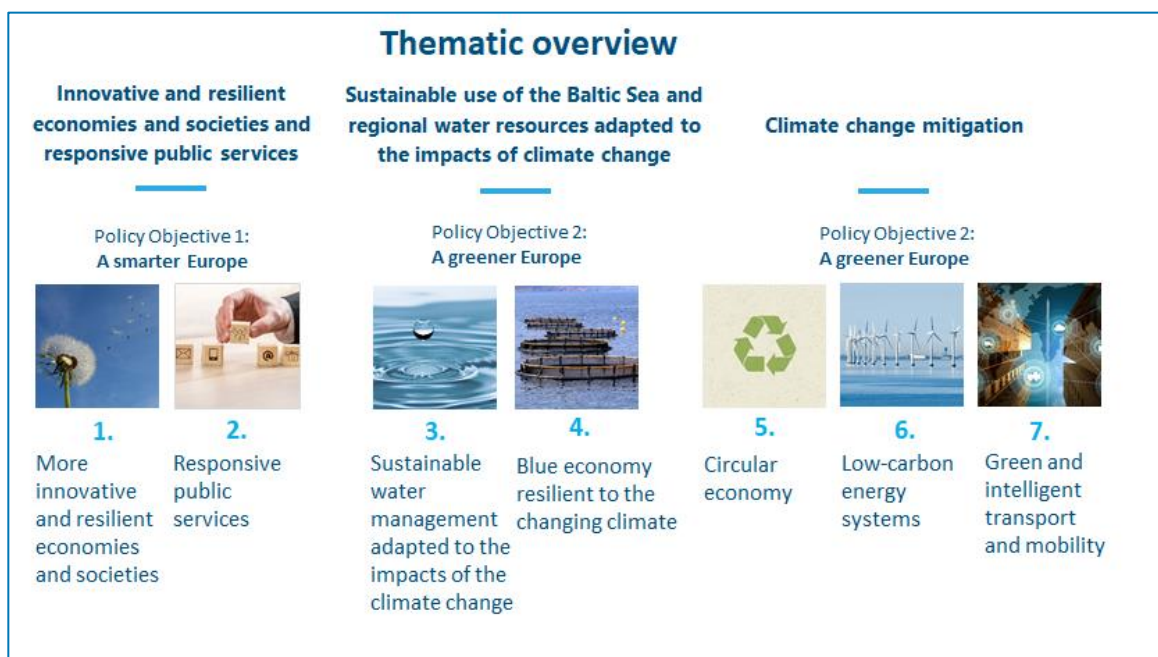 Thematic overview
Innovative and resilient
economies and societies and
responsive public services
Sustainable use of the Baltic Sea and
regional water resources adapted to
the impacts of climate change
Climate change mitigation
Policy Objective 1:
A smarter Europe
Policy Objective 2:
A greener Europe
Policy Objective 2:
A greener Europe
@
1.
More
innovative
and resilient
economies
and societies
2.
Responsive
public
services
3.
Sustainable
water
management
adapted to the
impacts of the
climate change
4.
Blue economy
resilient to the
changing climate
5.
Circular
economy
6.
Low-carbon
energy
systems
7.
Green and
intelligent
transport
and mobility